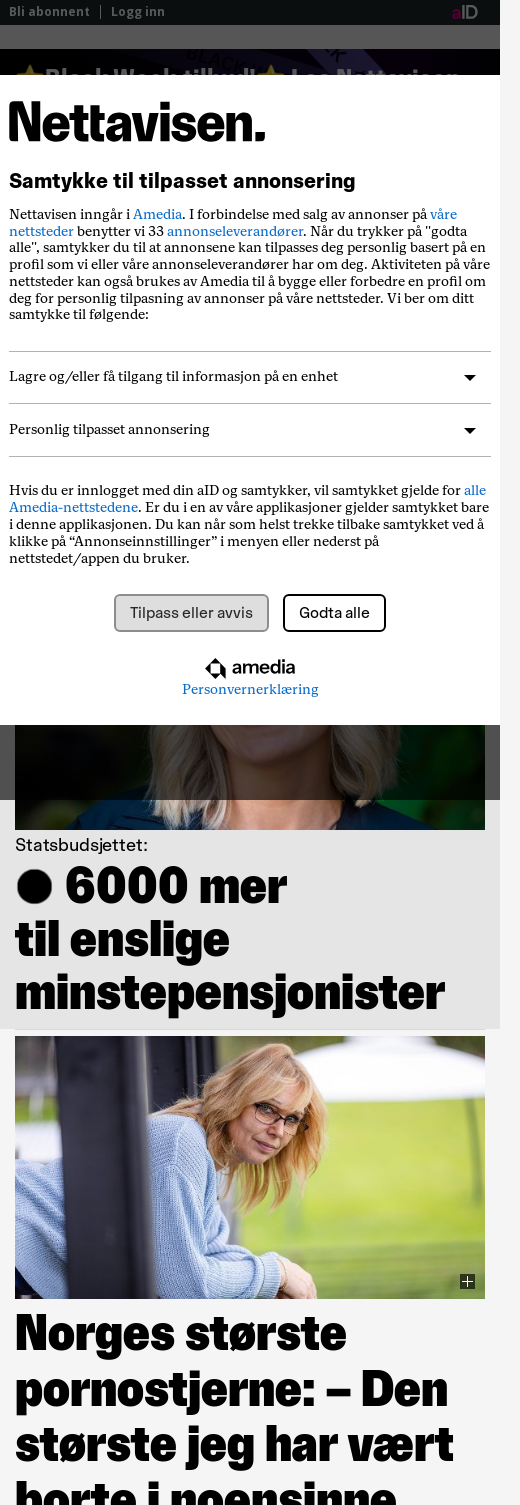 Bli abonnent | Logg inn
aID
Nettavisen.
Samtykke til tilpasset annonsering
Nettavisen inngår i Amedia. I forbindelse med salg av annonser på våre
nettsteder benytter vi 33 annonseleverandører. Når du trykker på "godta
alle", samtykker du til at annonsene kan tilpasses deg personlig basert på en
profil som vi eller våre annonseleverandører har om deg. Aktiviteten på våre
nettsteder kan også brukes av Amedia til å bygge eller forbedre en profil om
deg for personlig tilpasning av annonser på våre nettsteder. Vi ber om ditt
samtykke til følgende:
Lagre og/eller få tilgang til informasjon på en enhet
Personlig tilpasset annonsering
Hvis du er innlogget med din aID og samtykker, vil samtykket gjelde for alle
Amedia-nettstedene. Er du i en av våre applikasjoner gjelder samtykket bare
i denne applikasjonen. Du kan når som helst trekke tilbake samtykket ved å
klikke på “Annonseinnstillinger” i menyen eller nederst på
nettstedet/appen du bruker.
Tilpass eller avvis
Godta alle
amedia
Personvernerklæring
Statsbudsjettet:
6000 mer
til enslige
minstepensjonister
Norges største
pornostjerne: – Den
største jeg har vært
borte i noensinne